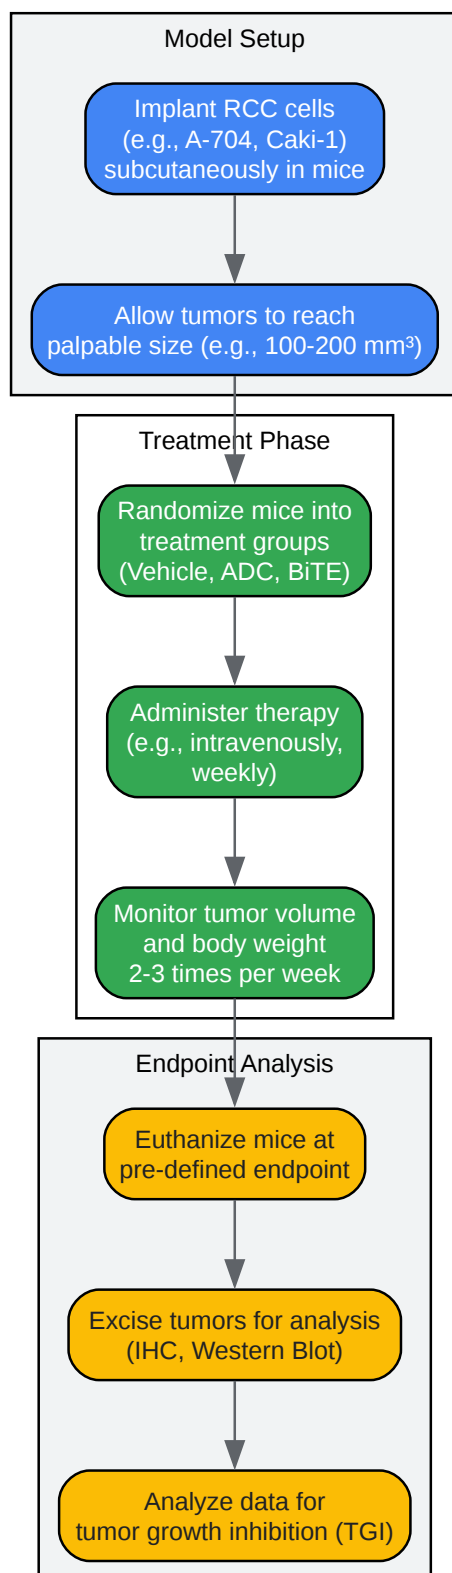 Model Setup
Implant RCC cells
(e.g., A-704, Caki-1)
subcutaneously in mice
Allow tumors to reach
palpable size (e.g., 100-200 mm³)
Treatment Phase
Randomize mice into
treatment groups
(Vehicle, ADC, BiTE)
Administer therapy
(e.g., intravenously,
weekly)
Monitor tumor volume
and body weight
2-3 times per week
Endpoint Analysis
Euthanize mice at
pre-defined endpoint
Excise tumors for analysis
(IHC, Western Blot)
Analyze data for
tumor growth inhibition (TGI)